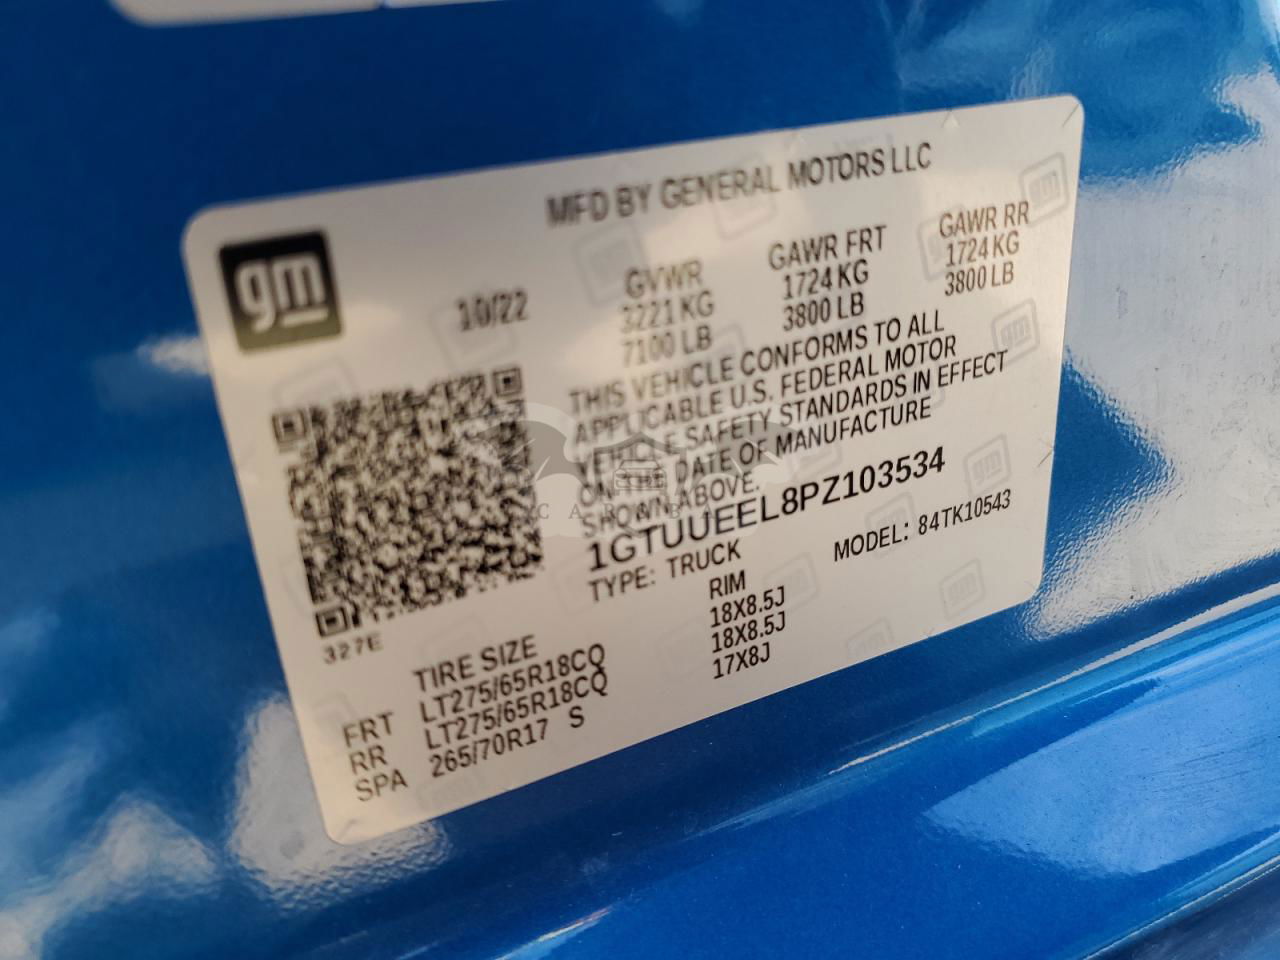 MFD BY GENERAL MOTORS LLC
gm
10/22
GVWR
3221 KG
7100 LB
GAWR FRT
1724 KG
3800 LB
GAWR RR
1724 KG
3800 LB
THIS VEHICLE CONFORMS TO ALL
APPLICABLE U.S. FEDERAL MOTOR
VEHICLE SAFETY STANDARDS IN EFFECT
ON THE DATE OF MANUFACTURE
SHOWN ABOVE.
1GTUUEEL8PZ103534
TYPE: TRUCK
MODEL: 84TK10543
327E
TIRE SIZE RIM
FRT LT275/65R18CQ 18X8.5J
RR LT275/65R18CQ 18X8.5J
SPA 265/70R17 S 17X8J